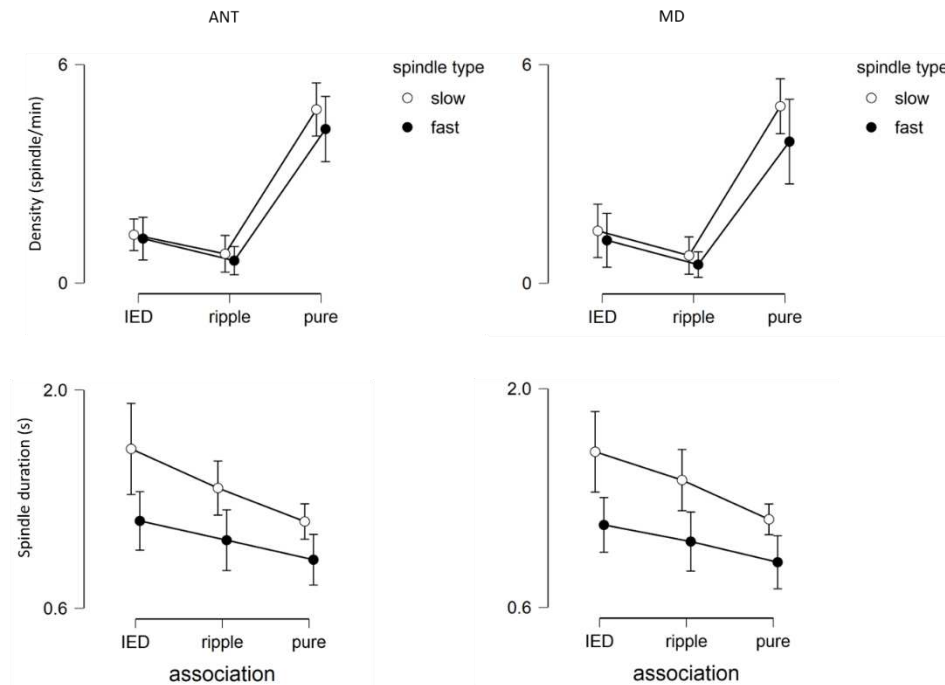 ANT
MD
6
0
Density (spindle/min)
spindle type
slow
fast
IED ripple pure
6
0
spindle type
slow
fast
IED ripple pure
2.0
0.6
Spindle duration (s)
IED ripple pure
association
2.0
0.6
IED ripple pure
association